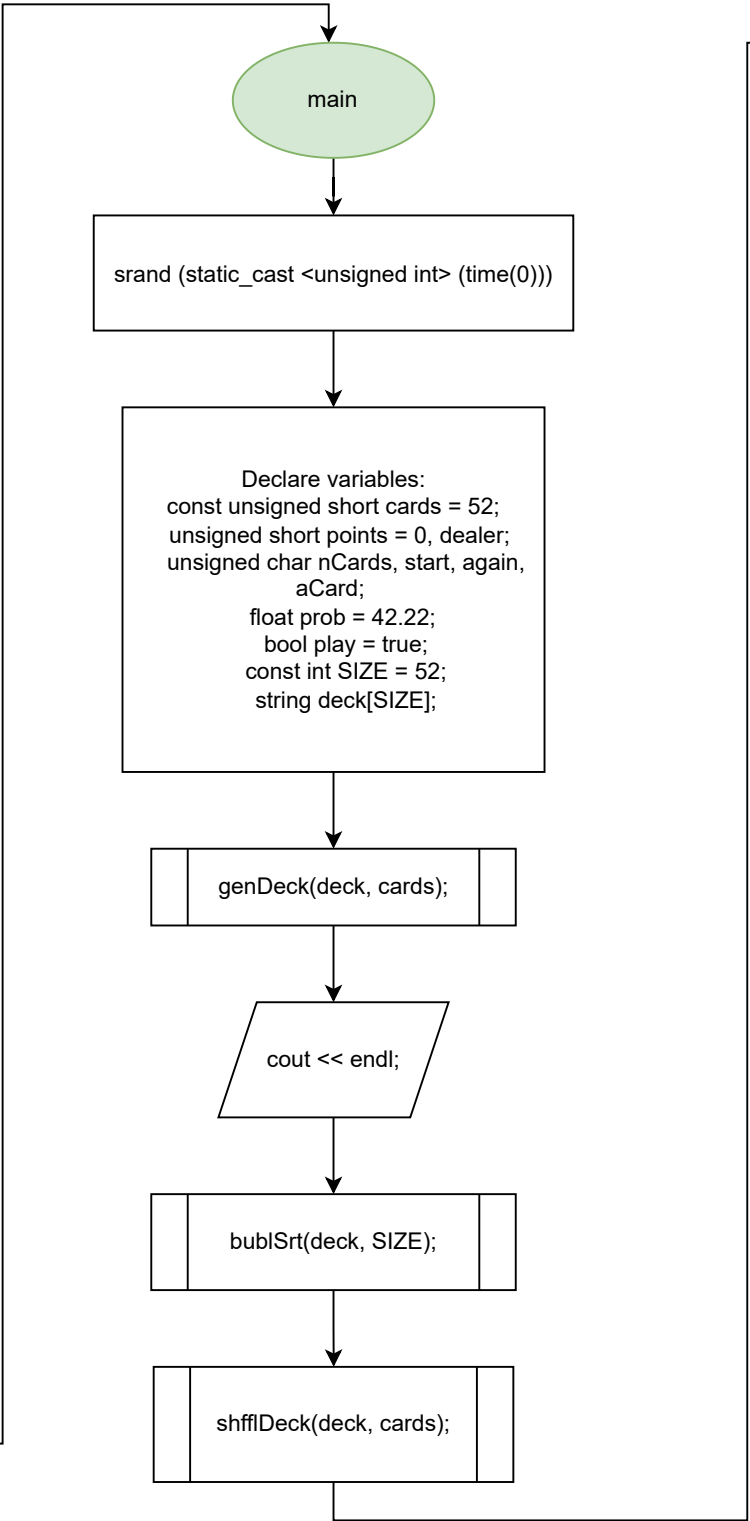 main
srand (static_cast <unsigned int> (time(0)))
Declare variables:
const unsigned short cards = 52;
unsigned short points = 0, dealer;
unsigned char nCards, start, again,
aCard;
float prob = 42.22;
bool play = true;
const int SIZE = 52;
string deck[SIZE];
genDeck(deck, cards);
cout << endl;
bublSrt(deck, SIZE);
shfflDeck(deck, cards);